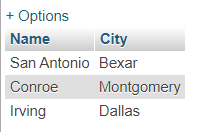 + Options
Name City
San Antonio Bexar
Conroe Montgomery
Irving Dallas